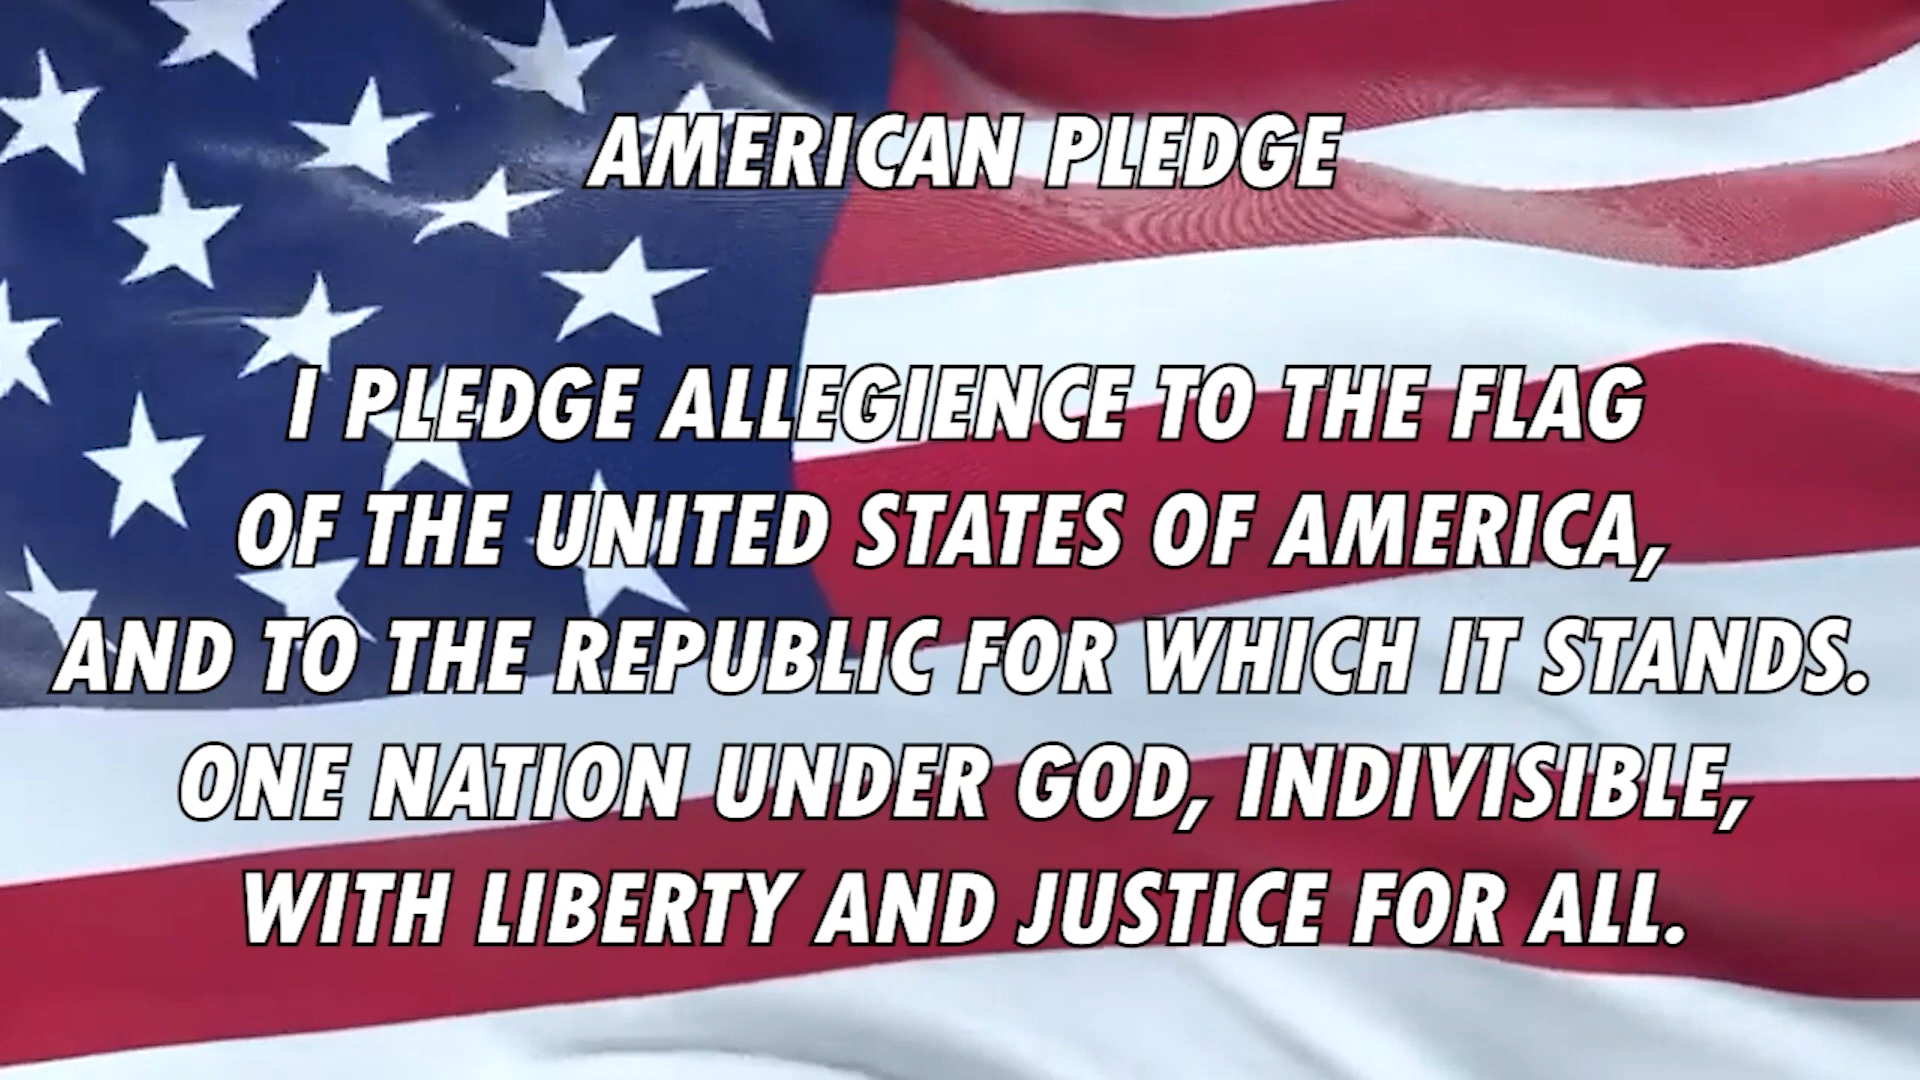 AMERICAN PLEDGE
I PLEDGE ALLEGIENCE TO THE FLAG
OF THE UNITED STATES OF AMERICA,
AND TO THE REPUBLIC FOR WHICH IT STANDS.
ONE NATION UNDER GOD, INDIVISIBLE,
WITH LIBERTY AND JUSTICE FOR ALL.